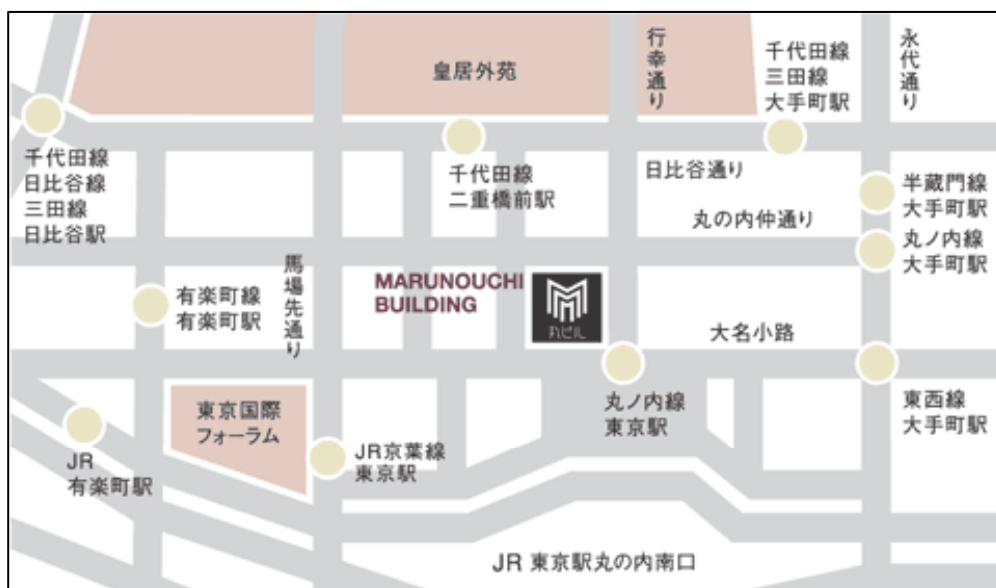 皇居外苑
行幸通り
千代田線
三田線
大手町駅
永代通り
千代田線
日比谷線
三田線
日比谷駅
千代田線
二重橋前駅
日比谷通り
半蔵門線
大手町駅
丸の内仲通り
丸ノ内線
大手町駅
馬場先通り
有楽町線
有楽町駅
MARUNOUCHI
BUILDING
丸ビル
大名小路
東京国際
フォーラム
丸ノ内線
東京駅
東西線
大手町駅
JR
有楽町駅
JR京葉線
東京駅
JR 東京駅丸の内南口